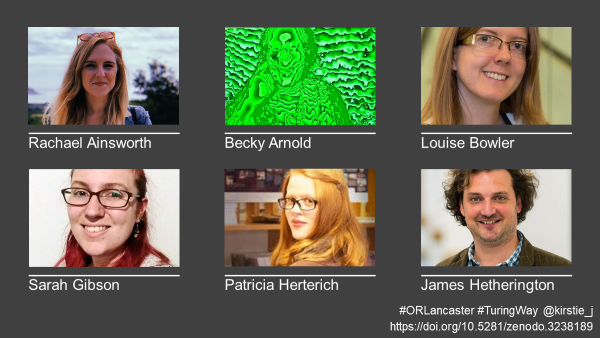 Rachael Ainsworth
Becky Arnold
Louise Bowler
Sarah Gibson
Patricia Herterich
James Hetherington
#ORLancaster #TuringWay @kirstie_j
https://doi.org/10.5281/zenodo.3238189